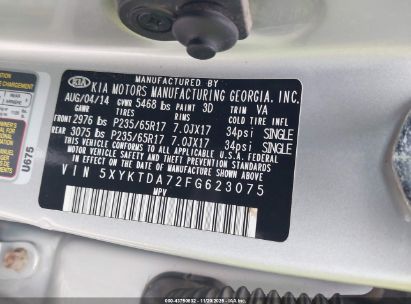 MANUFACTURED BY
KIA KIA MOTORS MANUFACTURING GEORGIA, INC.
AUG/04/14 GVWR 5468 lbs PAINT 3D TRIM VA
GAWR TIRES RIMS COLD TIRE INFL
FRONT 2976 lbs P235/65R17 7.0JX17 34psi SINGLE
REAR 3075 lbs P235/65R17 7.0JX17 34psi SINGLE
THIS VEHICLE CONFORMS TO ALL APPLICABLE FEDERAL
MOTOR VEHICLE SAFETY AND THEFT PREVENTION STANDARDS
IN EFFECT ON THE DATE OF MANUFACTURE SHOWN ABOVE.
VIN 5XYKTDA72FG623075
MPV
U675